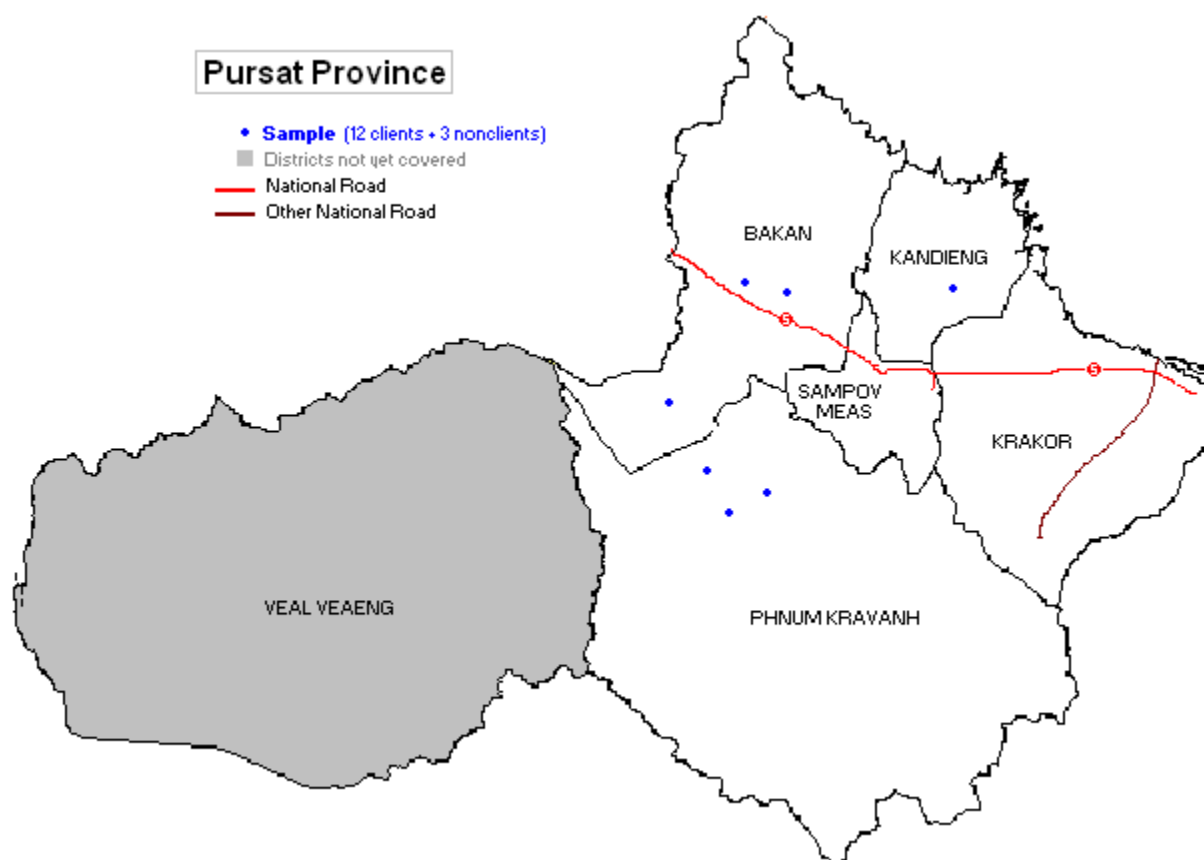 Pursat Province
Sample (12 clients + 3 nonclients)
Districts not yet covered
National Road
Other National Road
BAKAN
KANDIENG
5
5
SAMPOV
MEAS
KRAKOR
VEAL VEAENG
PHNUM KRAVANH